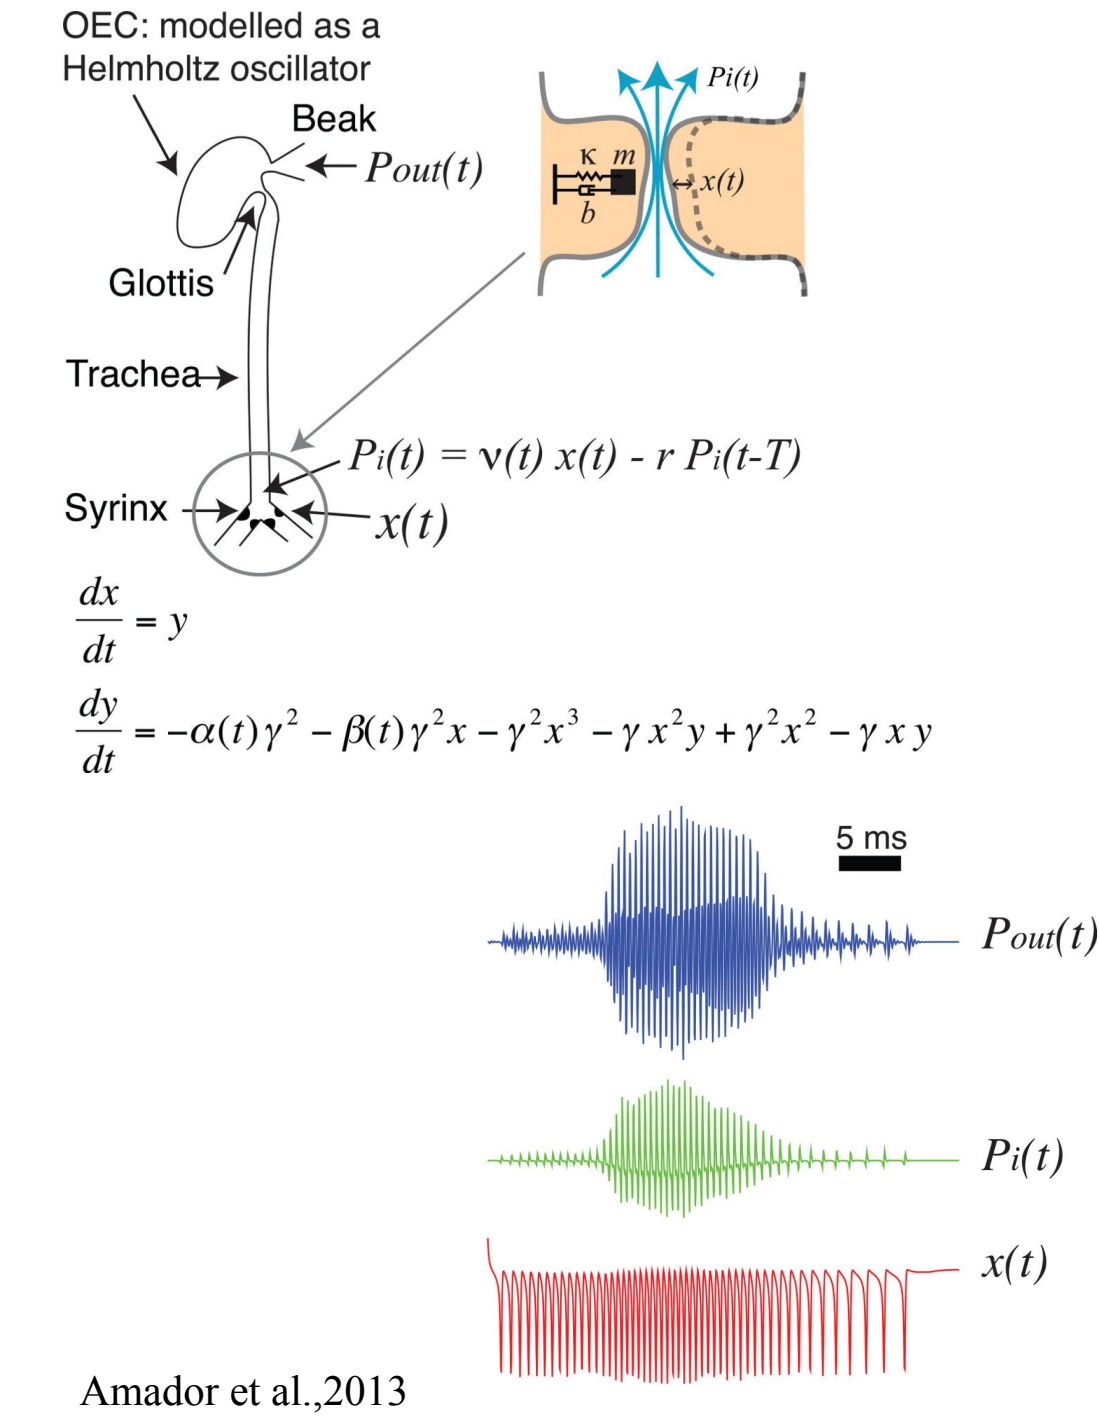 OEC: modelled as a
Helmholtz oscillator
Beak
Pout(t)
Pi(t)
κ m
b
x(t)
Glottis
Trachea
Pi(t) = ν(t) x(t) - r Pi(t-T)
Syrinx
x(t)
dx/dt = y
dy/dt = −α(t)γ² − β(t)γ²x − γ²x³ − γx²y + γ²x² − γxy
5 ms
Pout(t)
Pi(t)
x(t)
Amador et al.,2013